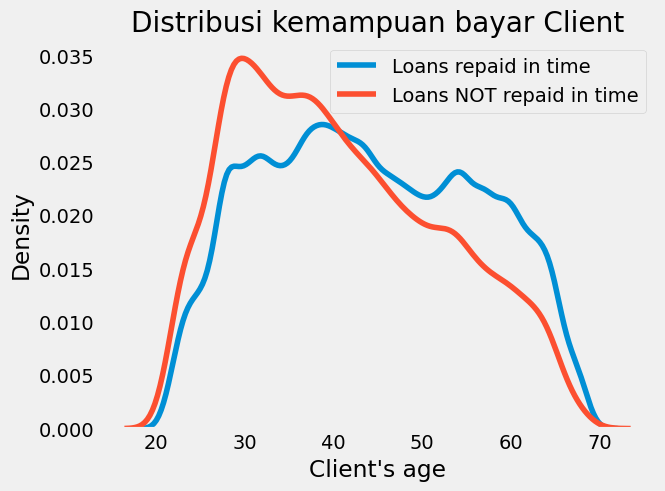 Distribusi kemampuan bayar Client
Loans repaid in time
Loans NOT repaid in time
0.035
0.030
0.025
0.020
0.015
0.010
0.005
0.000
Density
20 30 40 50 60 70
Client's age